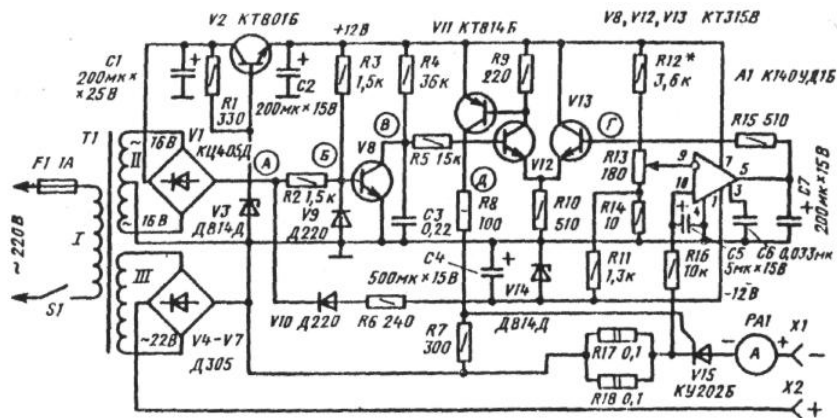 V2 КТ801Б
+12В
V11 КТ814Б
V8, V12, V13 КТ315В
C1
200мк×
×25В
+
R1
330
+
C2
200мк×15В
R3
1,5к
R4
36к
R9
220
R12*
3,6к
A1 К140УД1Б
R15 510
T1
F1 1А
~220В
S1
I
II
III
~
16В
16В
~
V1
КЦ405Д
А
Б
В
Г
Д
V8
R5 15к
V12
V13
R13
180
9
10
7
5
3
4
1
+
C7
200мк×15В
R2 1,5к
V3
Д814Д
V9
Д220
C3
0,22
R8
100
R10
510
R14
10
C4
500мк×15В
+
R11
1,3к
R16
10к
+
C5
5мк×15В
C6 0,033мк
-12В
V10 Д220
R6 240
V14
Д814Д
~22В
V4-V7
Д305
R7
300
R17 0,1
R18 0,1
V15
КУ202Б
PA1
А
-
X1
-
X2
+